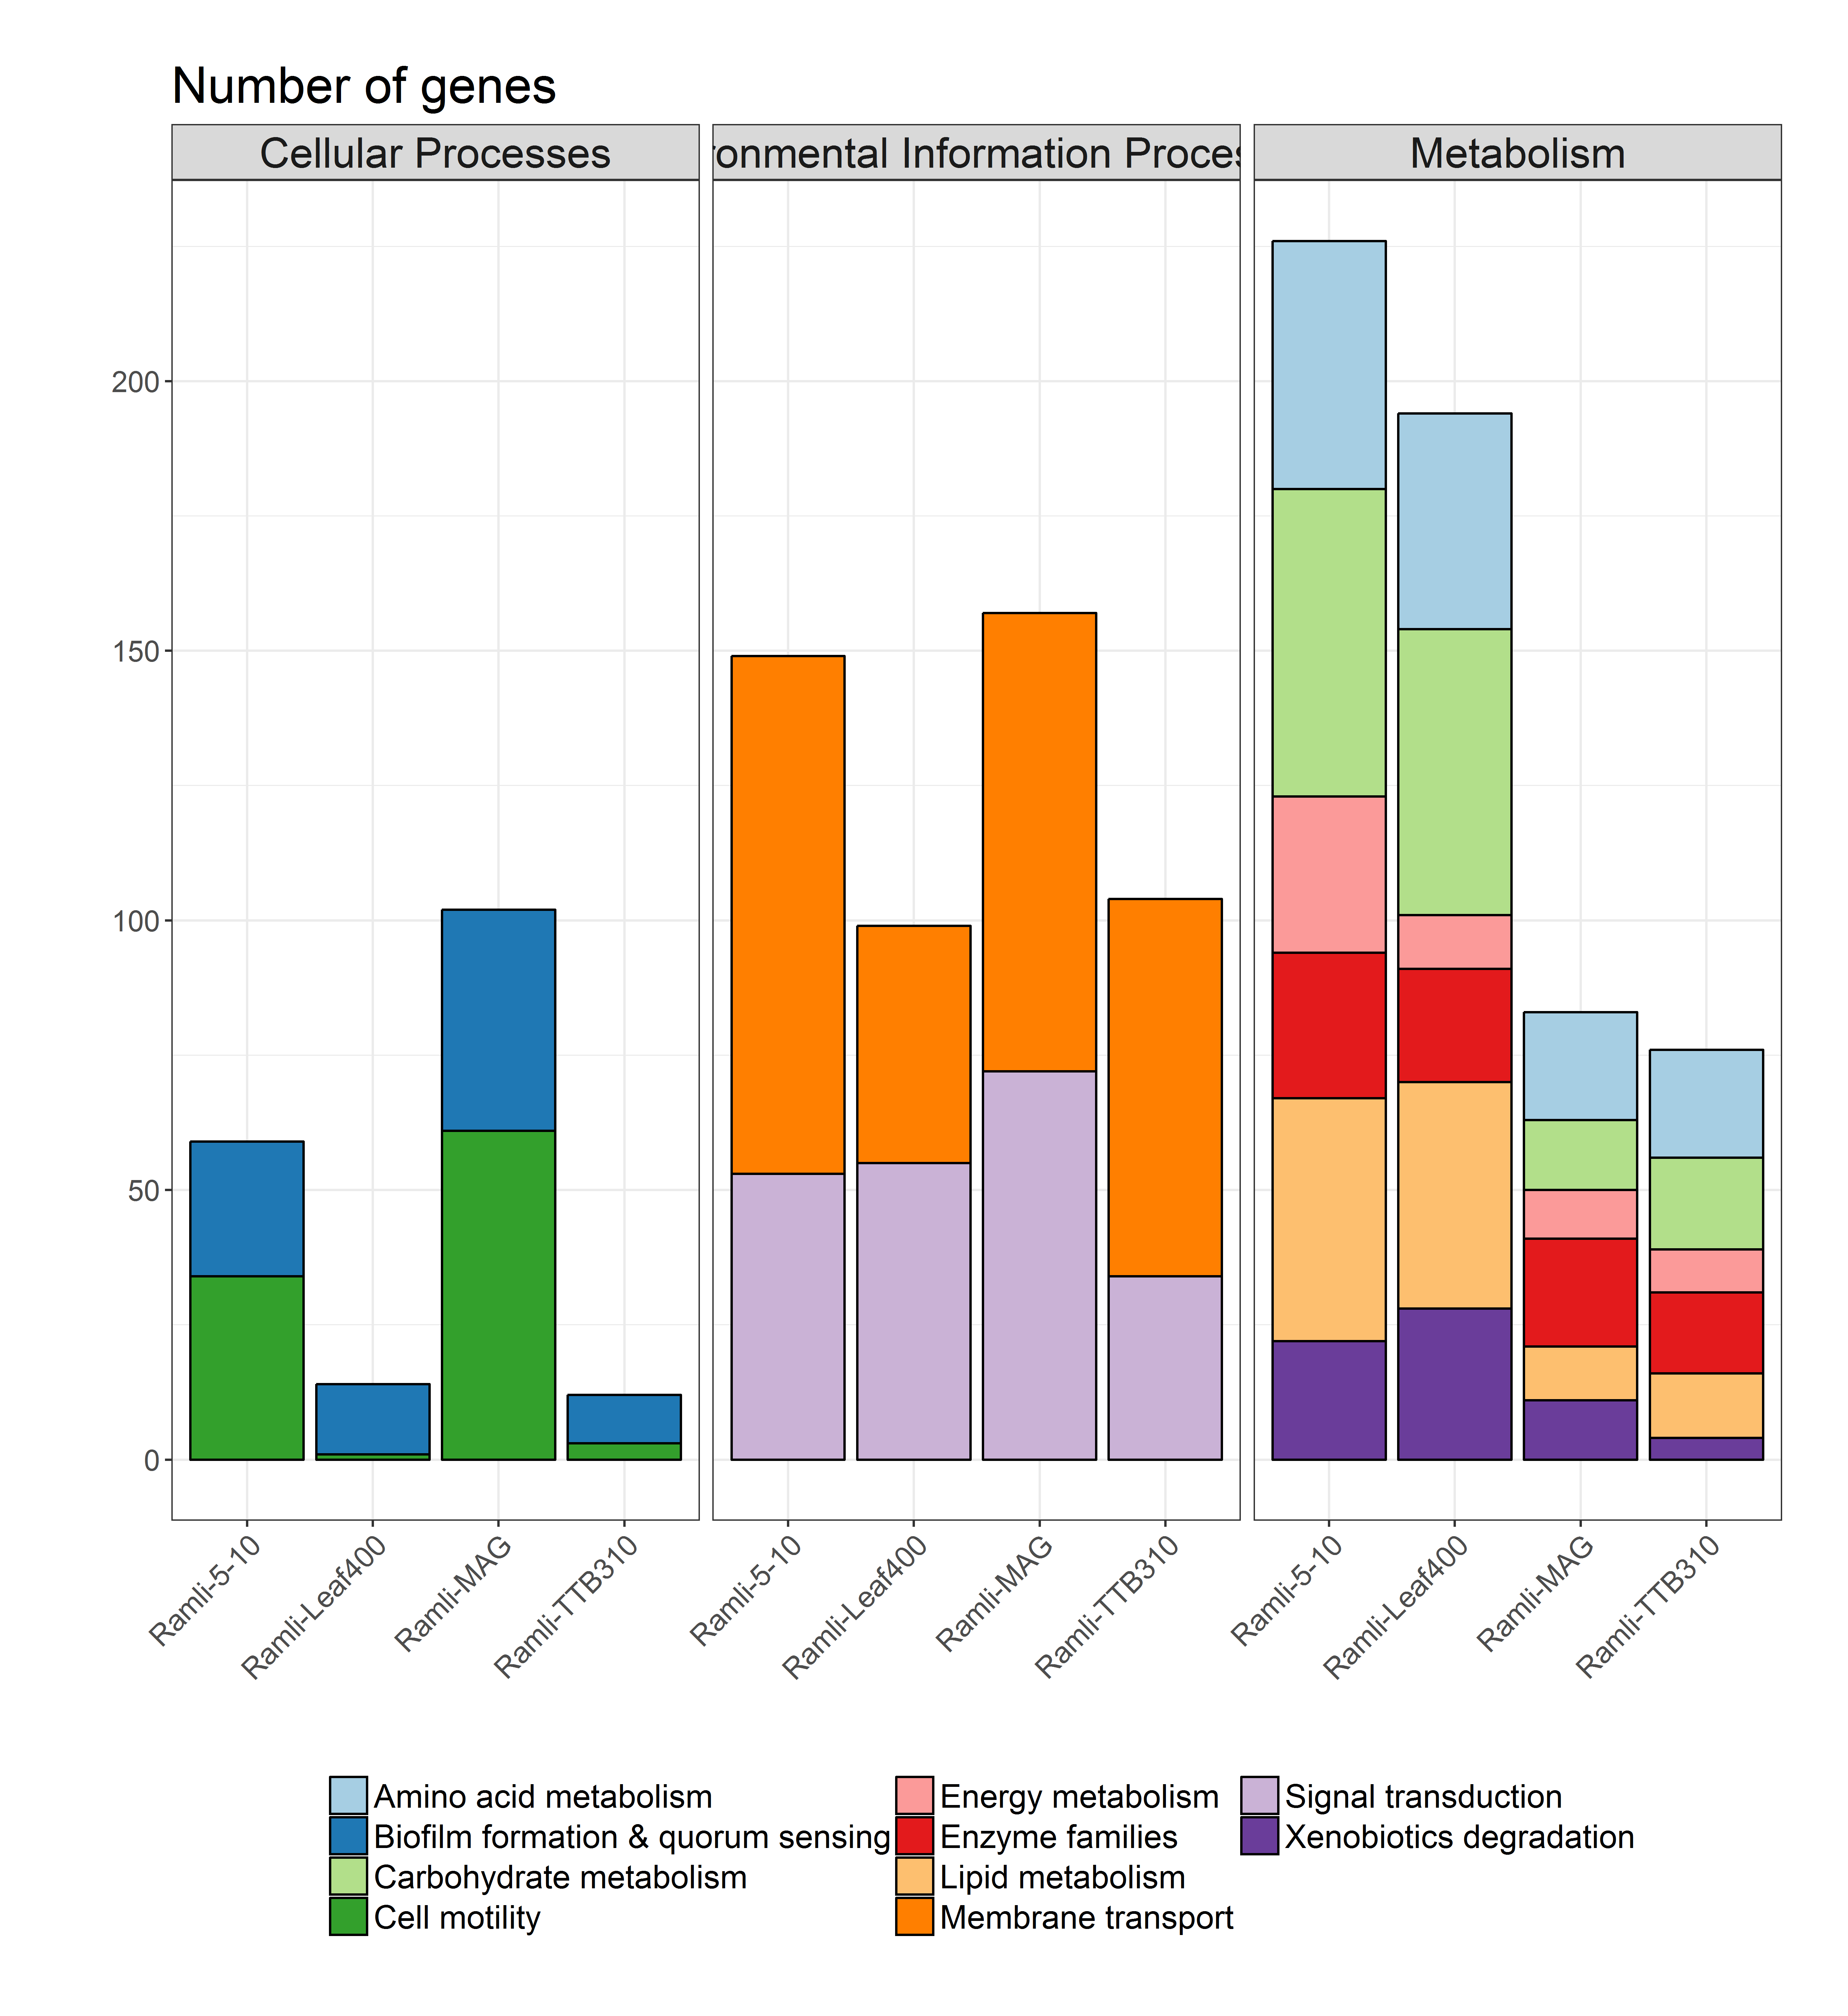 Number of genes
Cellular Processes
ronmental Information Proces
Metabolism
200
150
100
50
0
Ramli-5-10
Ramli-Leaf400
Ramli-MAG
Ramli-TTB310
Ramli-5-10
Ramli-Leaf400
Ramli-MAG
Ramli-TTB310
Ramli-5-10
Ramli-Leaf400
Ramli-MAG
Ramli-TTB310
Amino acid metabolism
Biofilm formation & quorum sensing
Carbohydrate metabolism
Cell motility
Energy metabolism
Enzyme families
Lipid metabolism
Membrane transport
Signal transduction
Xenobiotics degradation